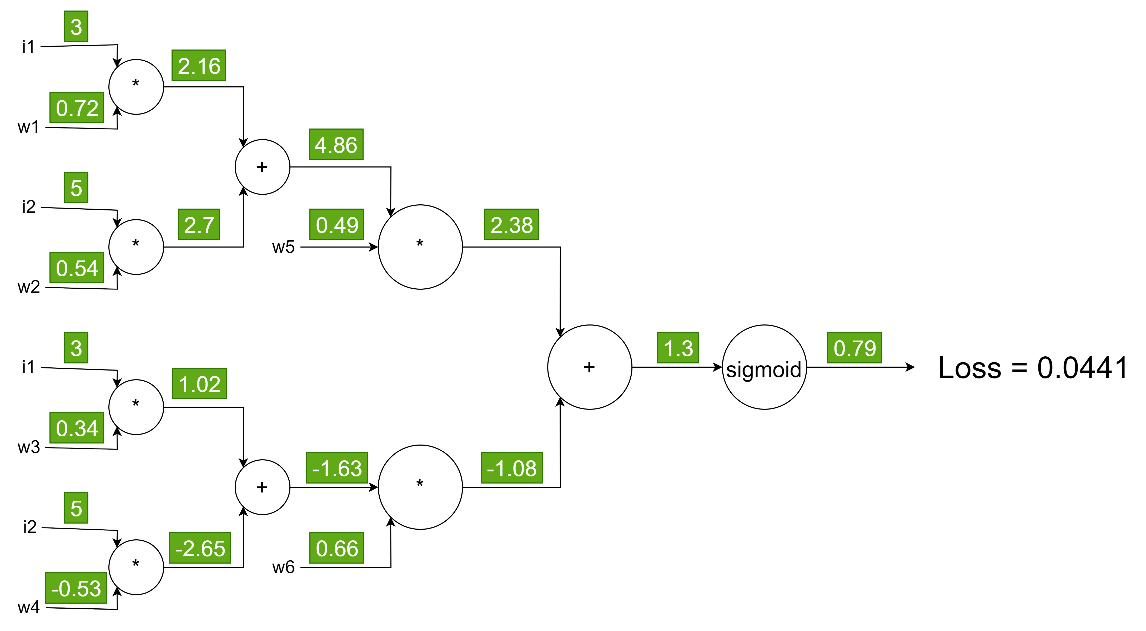 3
i1
*
2.16
0.72
w1
+
4.86
5
i2
*
2.7
0.54
w2
0.49
w5
*
2.38
3
i1
*
1.02
0.34
w3
+
-1.63
*
-1.08
5
i2
*
-2.65
-0.53
w4
0.66
w6
+
1.3
sigmoid
0.79
Loss = 0.0441